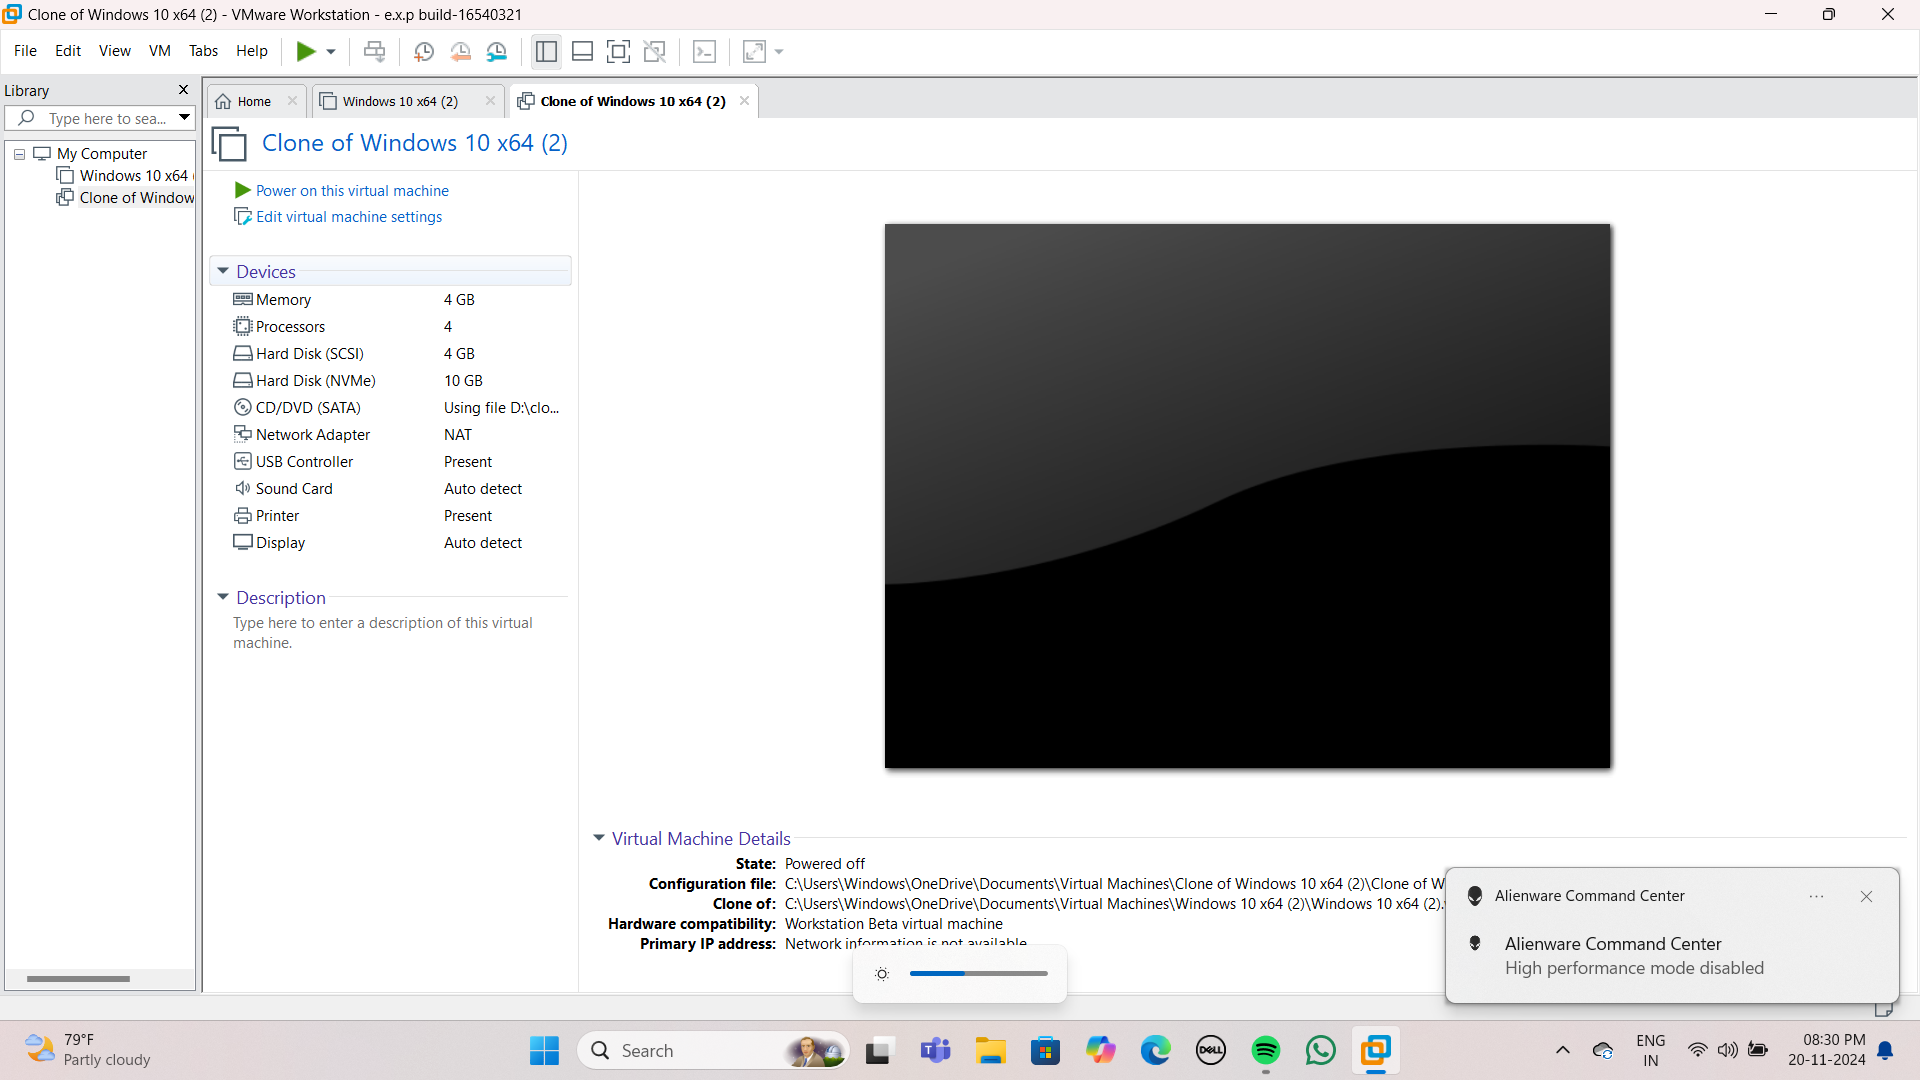 Clone of Windows 10 x64 (2) - VMware Workstation - e.x.p build-16540321
File Edit View VM Tabs Help
Library
Type here to sea...
My Computer
Windows 10 x64
Clone of Window
Home
Windows 10 x64 (2)
Clone of Windows 10 x64 (2)
Clone of Windows 10 x64 (2)
Power on this virtual machine
Edit virtual machine settings
Devices
Memory 4 GB
Processors 4
Hard Disk (SCSI) 4 GB
Hard Disk (NVMe) 10 GB
CD/DVD (SATA) Using file D:\clo...
Network Adapter NAT
USB Controller Present
Sound Card Auto detect
Printer Present
Display Auto detect
Description
Type here to enter a description of this virtual
machine.
Virtual Machine Details
State: Powered off
Configuration file: C:\Users\Windows\OneDrive\Documents\Virtual Machines\Clone of Windows 10 x64 (2)\Clone of W
Clone of: C:\Users\Windows\OneDrive\Documents\Virtual Machines\Windows 10 x64 (2)\Windows 10 x64 (2).
Hardware compatibility: Workstation Beta virtual machine
Primary IP address: Network information is not available
Alienware Command Center
Alienware Command Center
High performance mode disabled
79°F
Partly cloudy
Search
DELL
ENG
IN
08:30 PM
20-11-2024